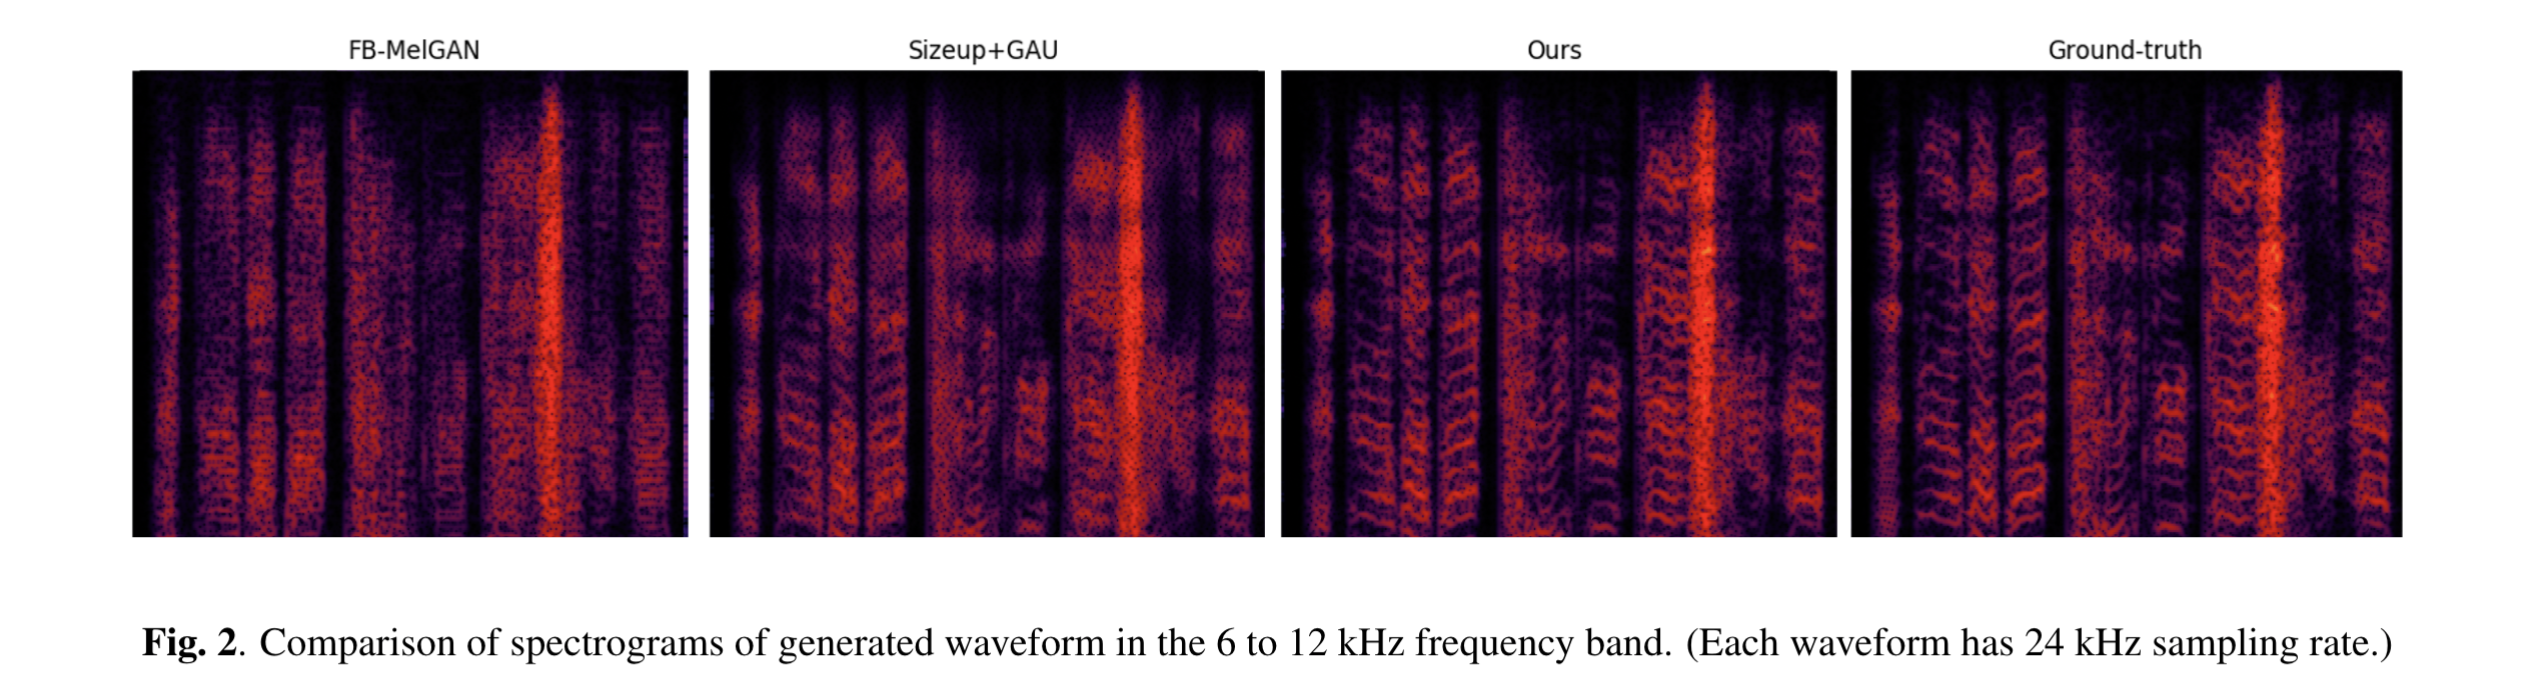 FB-MelGAN
Sizeup+GAU
Ours
Ground-truth
Fig. 2. Comparison of spectrograms of generated waveform in the 6 to 12 kHz frequency band. (Each waveform has 24 kHz sampling rate.)